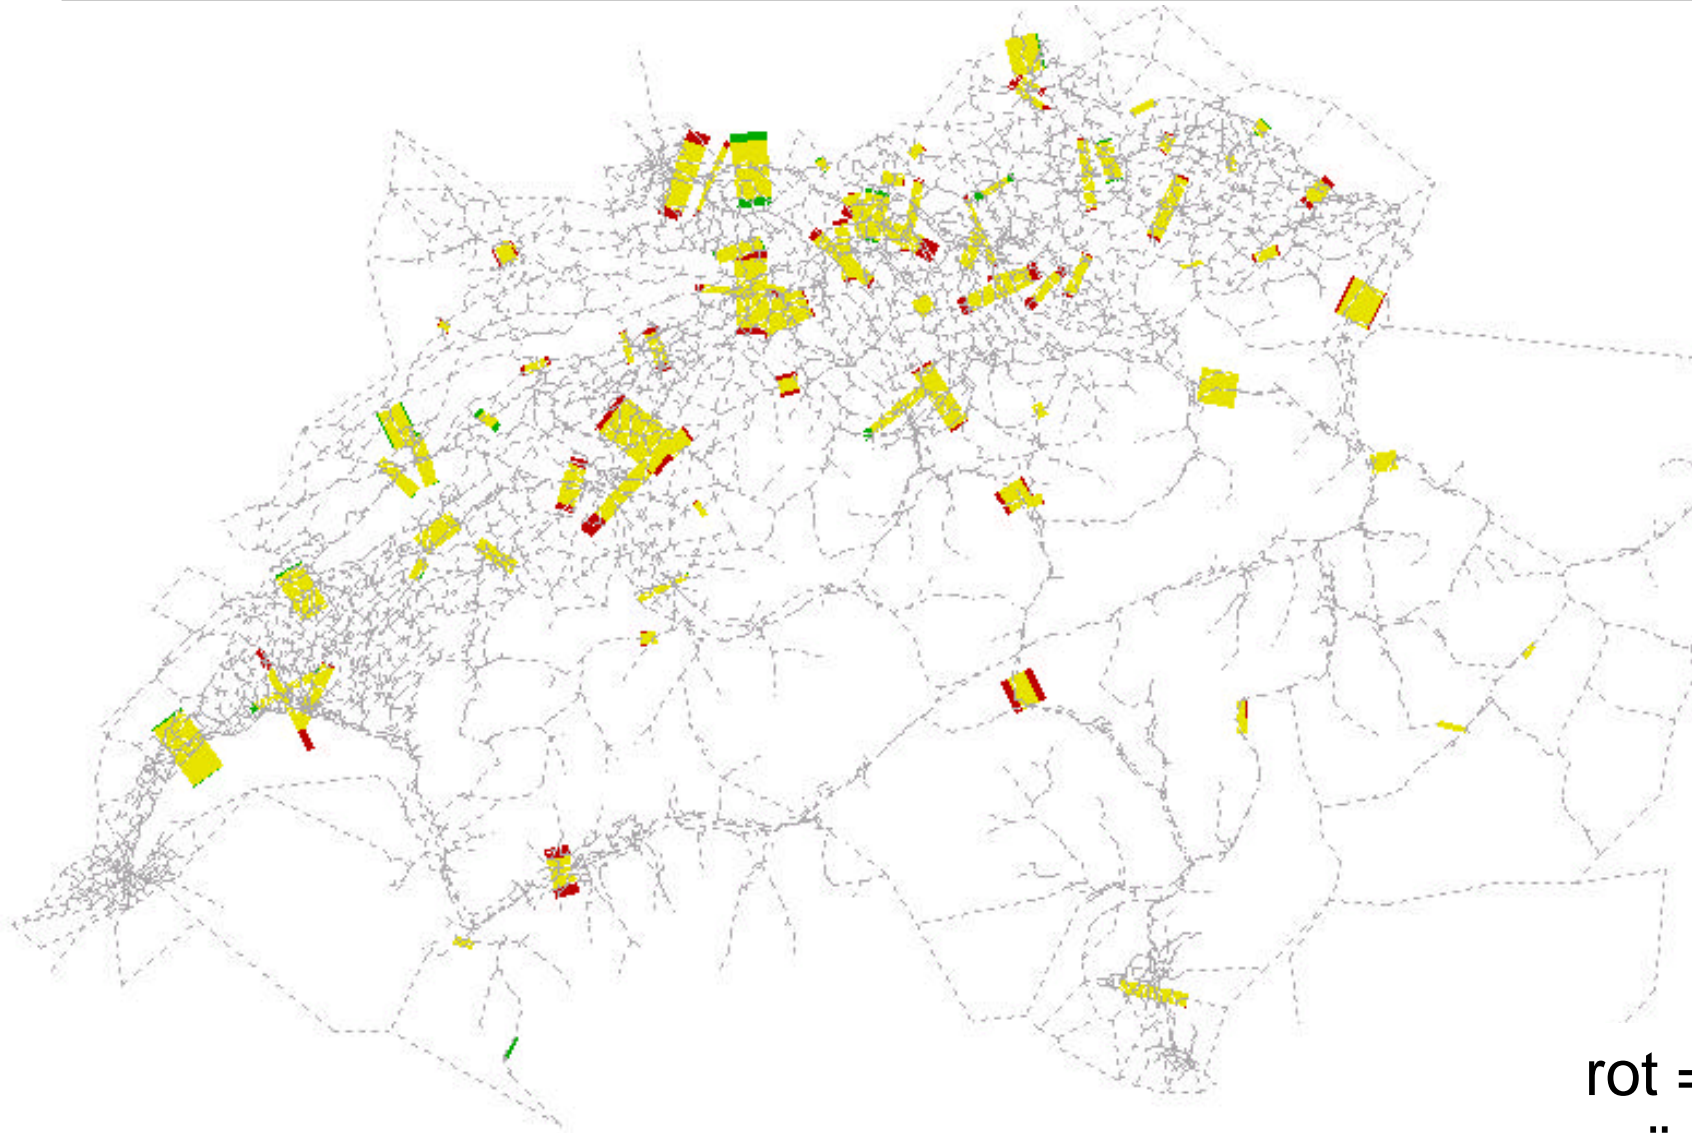 rot =